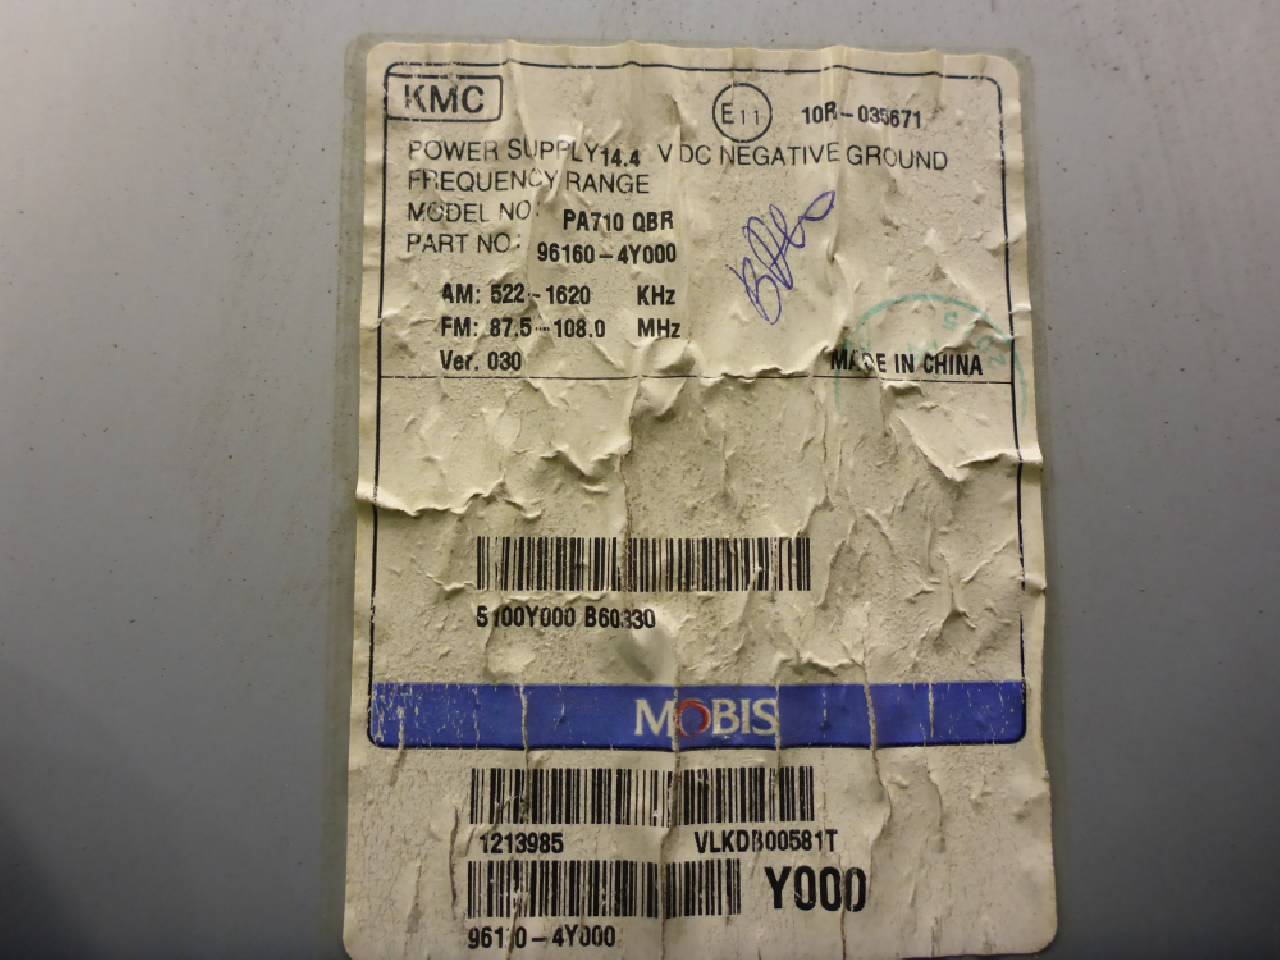 KMC
E11 10R-035671
POWER SUPPLY 14.4 V DC NEGATIVE GROUND
FREQUENCY RANGE
MODEL NO: PA710 QBR
PART NO: 96160-4Y000
AM: 522~1620 KHz
FM: 87.5~108.0 MHz
Ver. 030 MADE IN CHINA
5100Y000 B60330
MOBIS
1213985 VLKDB00581T
Y000
96160-4Y000